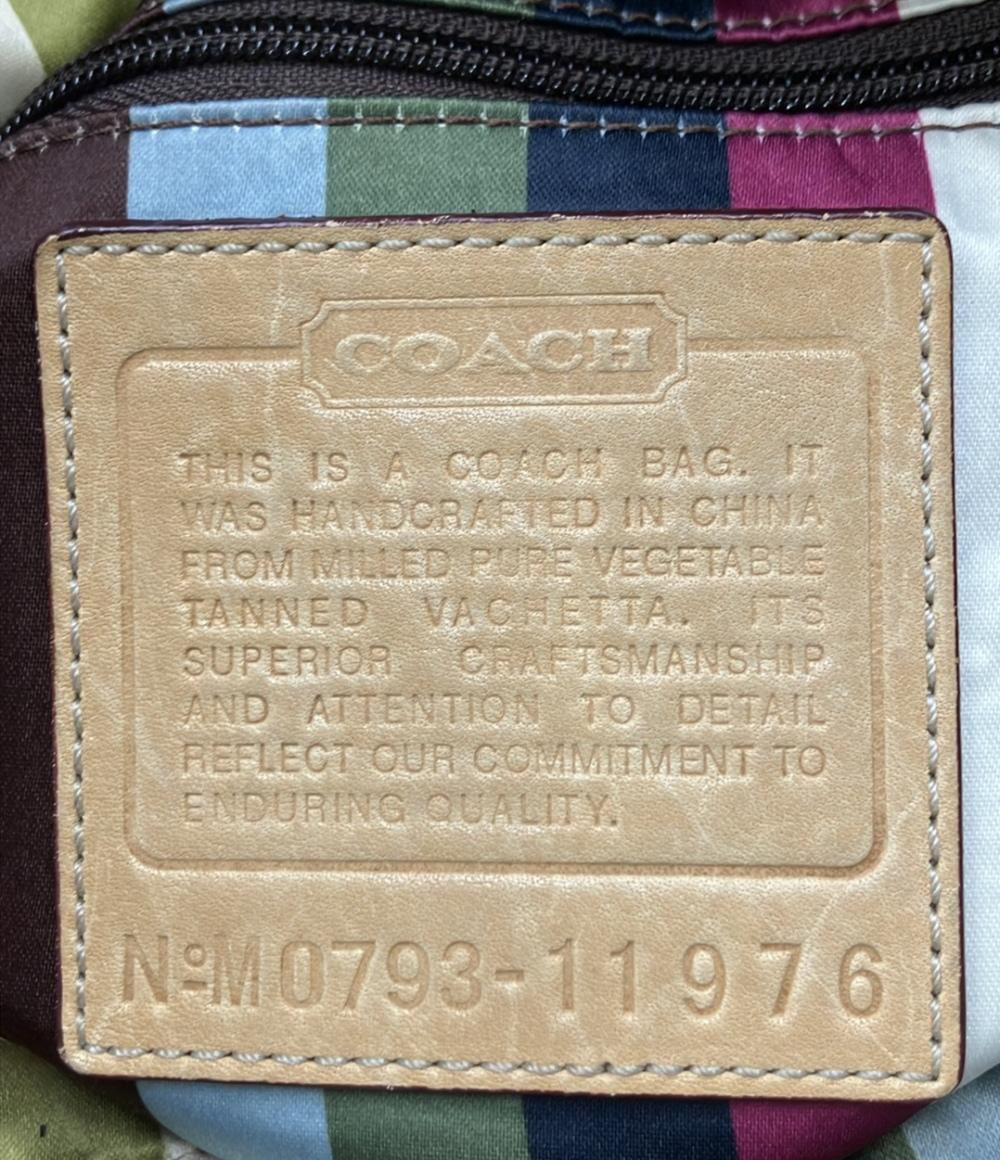 COACH
THIS IS A COACH BAG. IT
WAS HANDCRAFTED IN CHINA
FROM MILLED PURE VEGETABLE
TANNED VACHETTA. ITS
SUPERIOR CRAFTSMANSHIP
AND ATTENTION TO DETAIL
REFLECT OUR COMMITMENT TO
ENDURING QUALITY.
NºM0793-11976